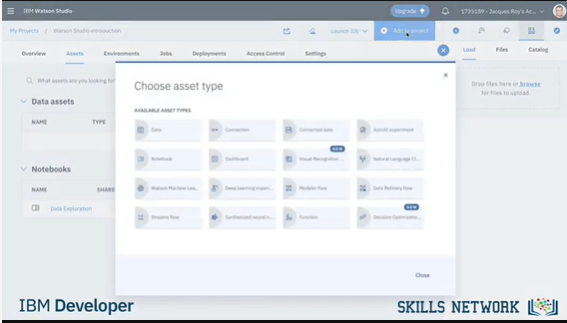 IBM Watson Studio
Upgrade
1735189 - Jacques Roy's Ac...
My Projects / Watson Studio Introduction
Launch IDE
Add to project
Overview
Assets
Environments
Jobs
Deployments
Access Control
Settings
Load
Files
Catalog
What assets are you looking for
Data assets
NAME
TYPE
Notebooks
NAME
SHARE
Data Exploration
Drop files here or browse
for files to upload.
Choose asset type
AVAILABLE ASSET TYPES
Data
Connection
Connected data
AutoAI experiment
NEW
Notebook
Dashboard
Visual Recognition...
Natural Language Cl...
Watson Machine Lea...
Deep learning experi...
Modeler flow
Data Refinery flow
NEW
Streams flow
Synthesized neural n...
Function
Decision Optimizatio...
Close
IBM Developer
SKILLS NETWORK